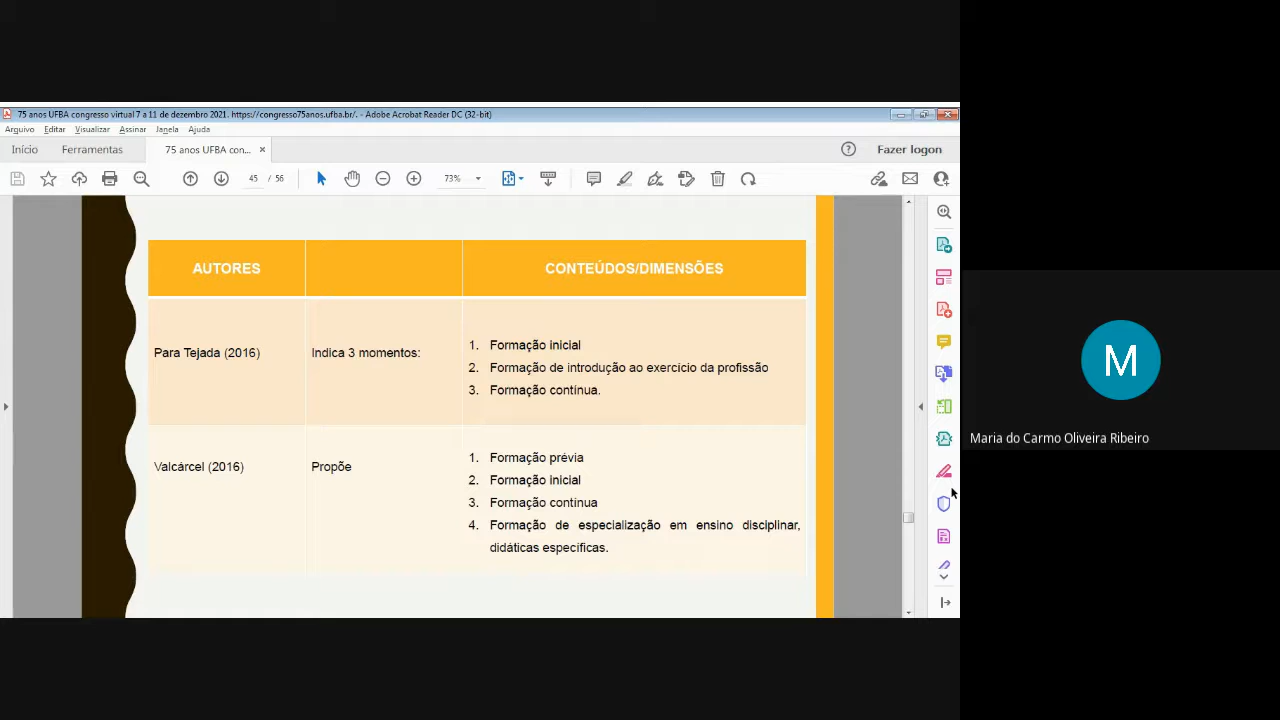 75 anos UFBA congresso virtual 7 a 11 de dezembro 2021. https://congresso75anos.ufba.br/. - Adobe Acrobat Reader DC (32-bit)
Arquivo Editar Visualizar Assinar Janela Ajuda
Início Ferramentas 75 anos UFBA con... × Fazer logon
45 / 56 73%
AUTORES CONTEÚDOS/DIMENSÕES
Para Tejada (2016) Indica 3 momentos:
1. Formação inicial
2. Formação de introdução ao exercício da profissão
3. Formação contínua.
Valcárcel (2016) Propõe
1. Formação prévia
2. Formação inicial
3. Formação contínua
4. Formação de especialização em ensino disciplinar,
didáticas específicas.
M
Maria do Carmo Oliveira Ribeiro